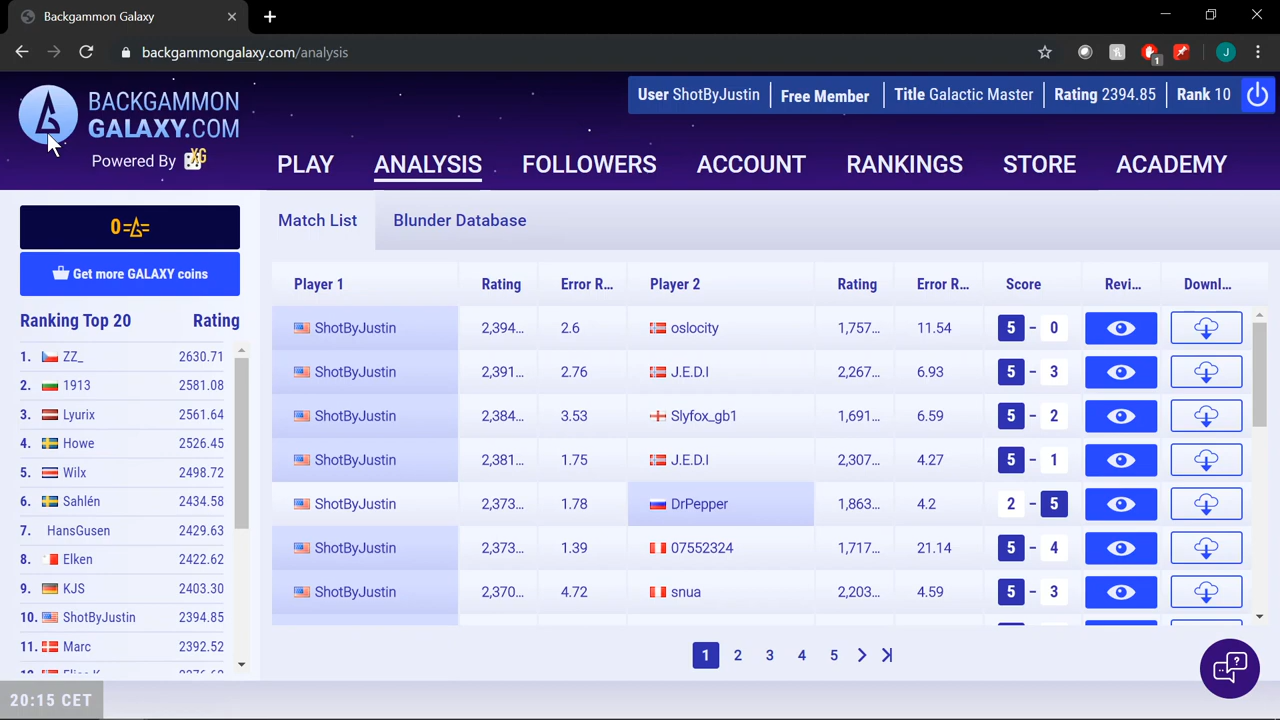 Backgammon Galaxy
backgammongalaxy.com/analysis
1
J
BACKGAMMON
GALAXY.COM
Powered By XG
User ShotByJustin Free Member Title Galactic Master Rating 2394.85 Rank 10
PLAY ANALYSIS FOLLOWERS ACCOUNT RANKINGS STORE ACADEMY
0
Get more GALAXY coins
Ranking Top 20 Rating
1. ZZ_ 2630.71
2. 1913 2581.08
3. Lyurix 2561.64
4. Howe 2526.45
5. Wilx 2498.72
6. Sahlén 2434.58
7. HansGusen 2429.63
8. Elken 2422.62
9. KJS 2403.30
10. ShotByJustin 2394.85
11. Marc 2392.52
20:15 CET
Match List Blunder Database
Player 1 Rating Error R... Player 2 Rating Error R... Score Revi... Downl...
ShotByJustin 2,394... 2.6 oslocity 1,757... 11.54 5 - 0
ShotByJustin 2,391... 2.76 J.E.D.I 2,267... 6.93 5 - 3
ShotByJustin 2,384... 3.53 Slyfox_gb1 1,691... 6.59 5 - 2
ShotByJustin 2,381... 1.75 J.E.D.I 2,307... 4.27 5 - 1
ShotByJustin 2,373... 1.78 DrPepper 1,863... 4.2 2 - 5
ShotByJustin 2,373... 1.39 07552324 1,717... 21.14 5 - 4
ShotByJustin 2,370... 4.72 snua 2,203... 4.59 5 - 3
1 2 3 4 5